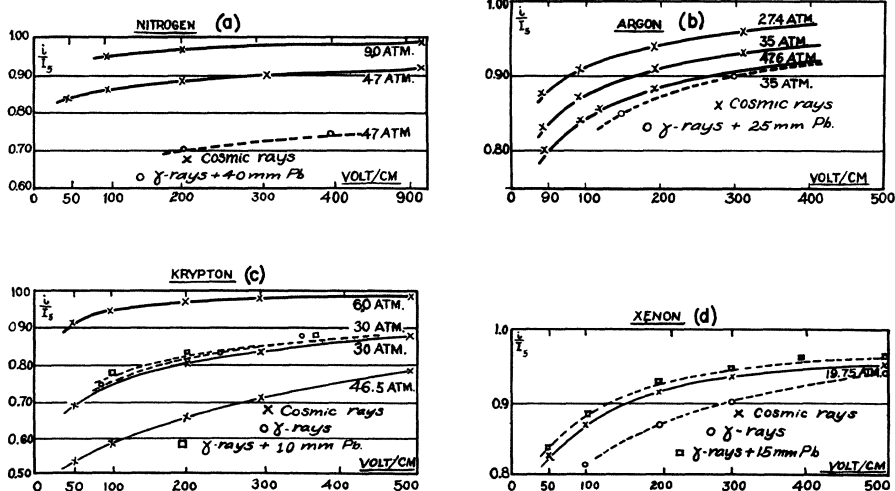 NITROGEN (a)
i/Is
1.00
0.90
0.80
0.70
0.60
90 ATM.
47 ATM.
47 ATM
x Cosmic rays
o γ-rays + 40 mm Pb
VOLT/CM
0 50 100 200 300 400 900
ARGON (b)
i/Is
0.90
0.80
27.4 ATM.
35 ATM.
47.6 ATM.
35 ATM.
x Cosmic rays
o γ-rays + 25 mm Pb.
VOLT/CM
0 90 100 200 300 400 500
KRYPTON (c)
i/Is
1.00
0.90
0.80
0.70
0.60
0.50
6.0 ATM.
30 ATM.
30 ATM.
46.5 ATM.
x Cosmic rays
o γ-rays
□ γ-rays + 10 mm Pb.
VOLT/CM
0 50 100 200 300 400 500
XENON (d)
i/Is
1.0
0.9
0.8
19.75 ATM.
x Cosmic rays
o γ-rays
□ γ-rays + 15 mm Pb
VOLT/CM
0 50 100 200 300 400 500